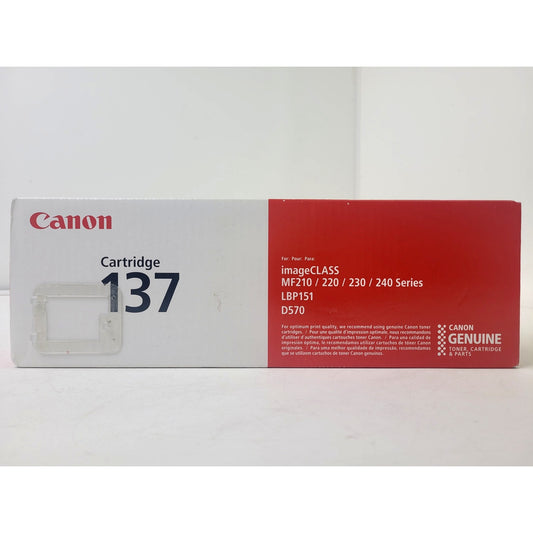 Canon
Cartridge
137
For. Pour. Para:
imageCLASS
MF210 / 220 / 230 / 240 Series
LBP151
D570
For optimum print quality, we recommend using genuine Canon toner
cartridges. / Pour une qualité d'impression optimale, nous recommandons
d'utiliser d'authentiques cartouches de toner Canon. / Para una calidad de
impresión óptima, le recomendamos utilizar cartuchos de tóner Canon
originales. / Para uma melhor qualidade de impressão, recomendamos
que se utilizem cartuchos de tóner Canon genuínos.
CANON
GENUINE
TONER, CARTRIDGE
& PARTS